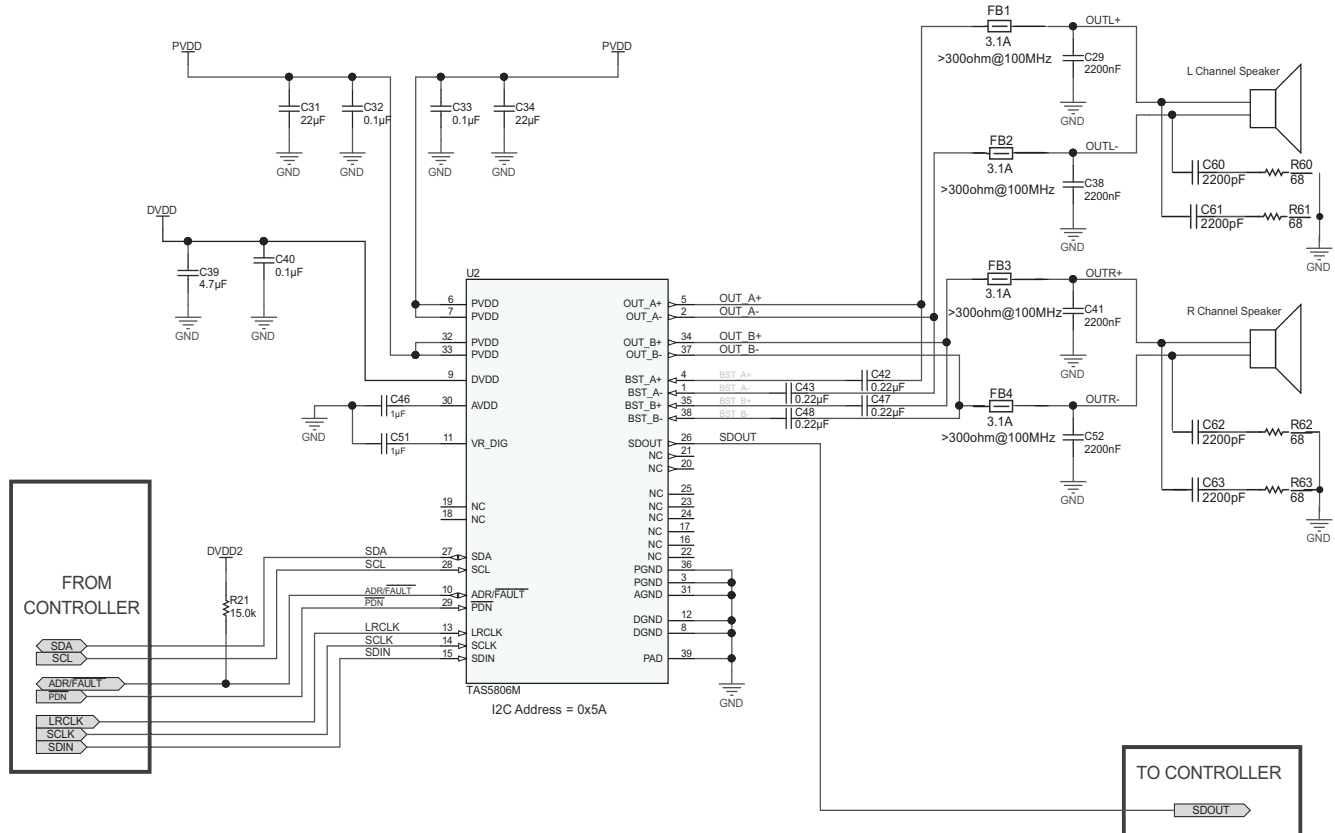 PVDD
C31
22µF
GND
C32
0.1µF
GND
PVDD
C33
0.1µF
GND
C34
22µF
GND
DVDD
C39
4.7µF
GND
C40
0.1µF
GND
FB1
3.1A
>300ohm@100MHz
OUTL+
C29
2200nF
GND
L Channel Speaker
FB2
3.1A
>300ohm@100MHz
OUTL-
C38
2200nF
GND
C60
2200pF
R60
68
C61
2200pF
R61
68
GND
FB3
3.1A
>300ohm@100MHz
OUTR+
C41
2200nF
GND
R Channel Speaker
FB4
3.1A
>300ohm@100MHz
OUTR-
C52
2200nF
GND
C62
2200pF
R62
68
C63
2200pF
R63
68
GND
U2
6 PVDD
7 PVDD
32 PVDD
33 PVDD
9 DVDD
30 AVDD
11 VR_DIG
19 NC
18 NC
SDA 27 SDA
SCL 28 SCL
ADR/FAULT 10 ADR/FAULT
PDN 29 PDN
LRCLK 13 LRCLK
SCLK 14 SCLK
SDIN 15 SDIN
C46
1µF
C51
1µF
GND
OUT_A+ 5 OUT_A+
OUT_A- 2 OUT_A-
OUT_B+ 34 OUT_B+
OUT_B- 37 OUT_B-
BST_A+ 4 BST_A+
BST_A- 1 BST_A-
BST_B+ 35 BST_B+
BST_B- 38 BST_B-
SDOUT 26 SDOUT
NC 21
NC 20
NC 25
NC 23
NC 24
NC 17
NC 16
NC 22
PGND 36
PGND 3
AGND 31
DGND 12
DGND 8
PAD 39
GND
C42
0.22µF
C43
0.22µF
C47
0.22µF
C48
0.22µF
TAS5806M
I2C Address = 0x5A
DVDD2
R21
15.0k
FROM
CONTROLLER
SDA
SCL
ADR/FAULT
PDN
LRCLK
SCLK
SDIN
TO CONTROLLER
SDOUT